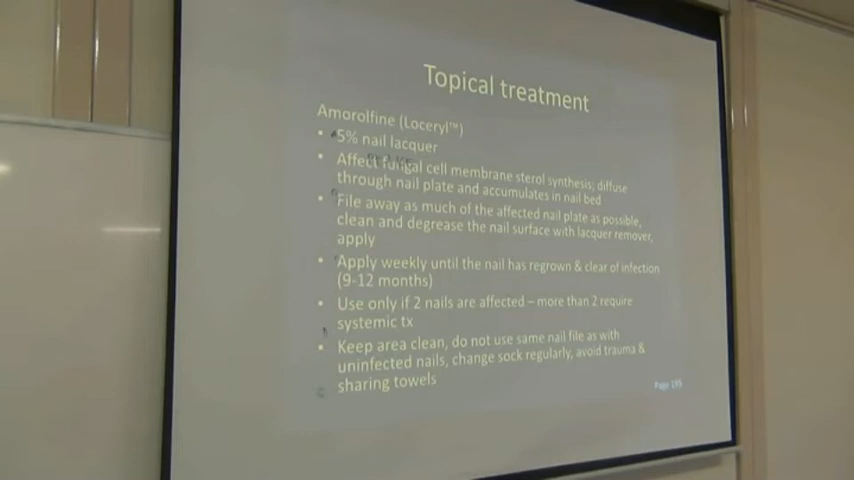 Topical treatment
Amorolfine (Loceryl™)
• 5% nail lacquer
• Affect fungal cell membrane sterol synthesis; diffuse
through nail plate and accumulates in nail bed
• File away as much of the affected nail plate as possible,
clean and degrease the nail surface with lacquer remover,
apply
• Apply weekly until the nail has regrown & clear of infection
(9-12 months)
• Use only if 2 nails are affected – more than 2 require
systemic tx
• Keep area clean, do not use same nail file as with
uninfected nails, change sock regularly, avoid trauma &
sharing towels
Page 195